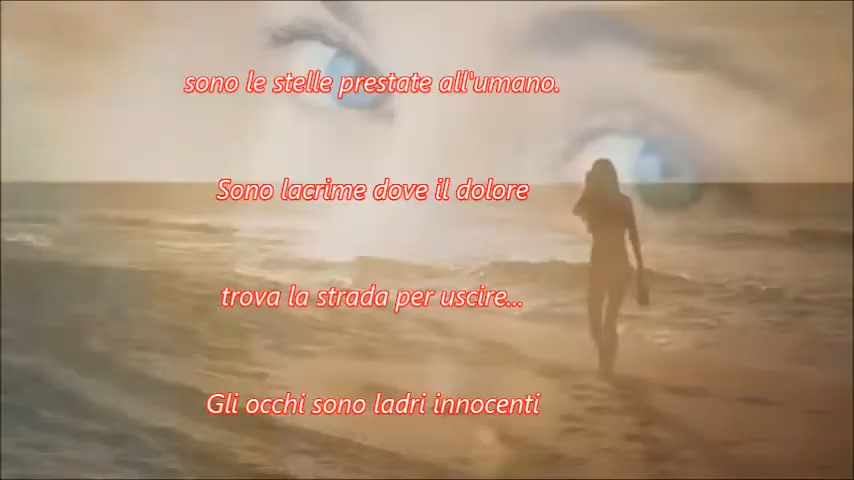 sono le stelle prestate all'umano.
Sono lacrime dove il dolore
trova la strada per uscire...
Gli occhi sono ladri innocenti